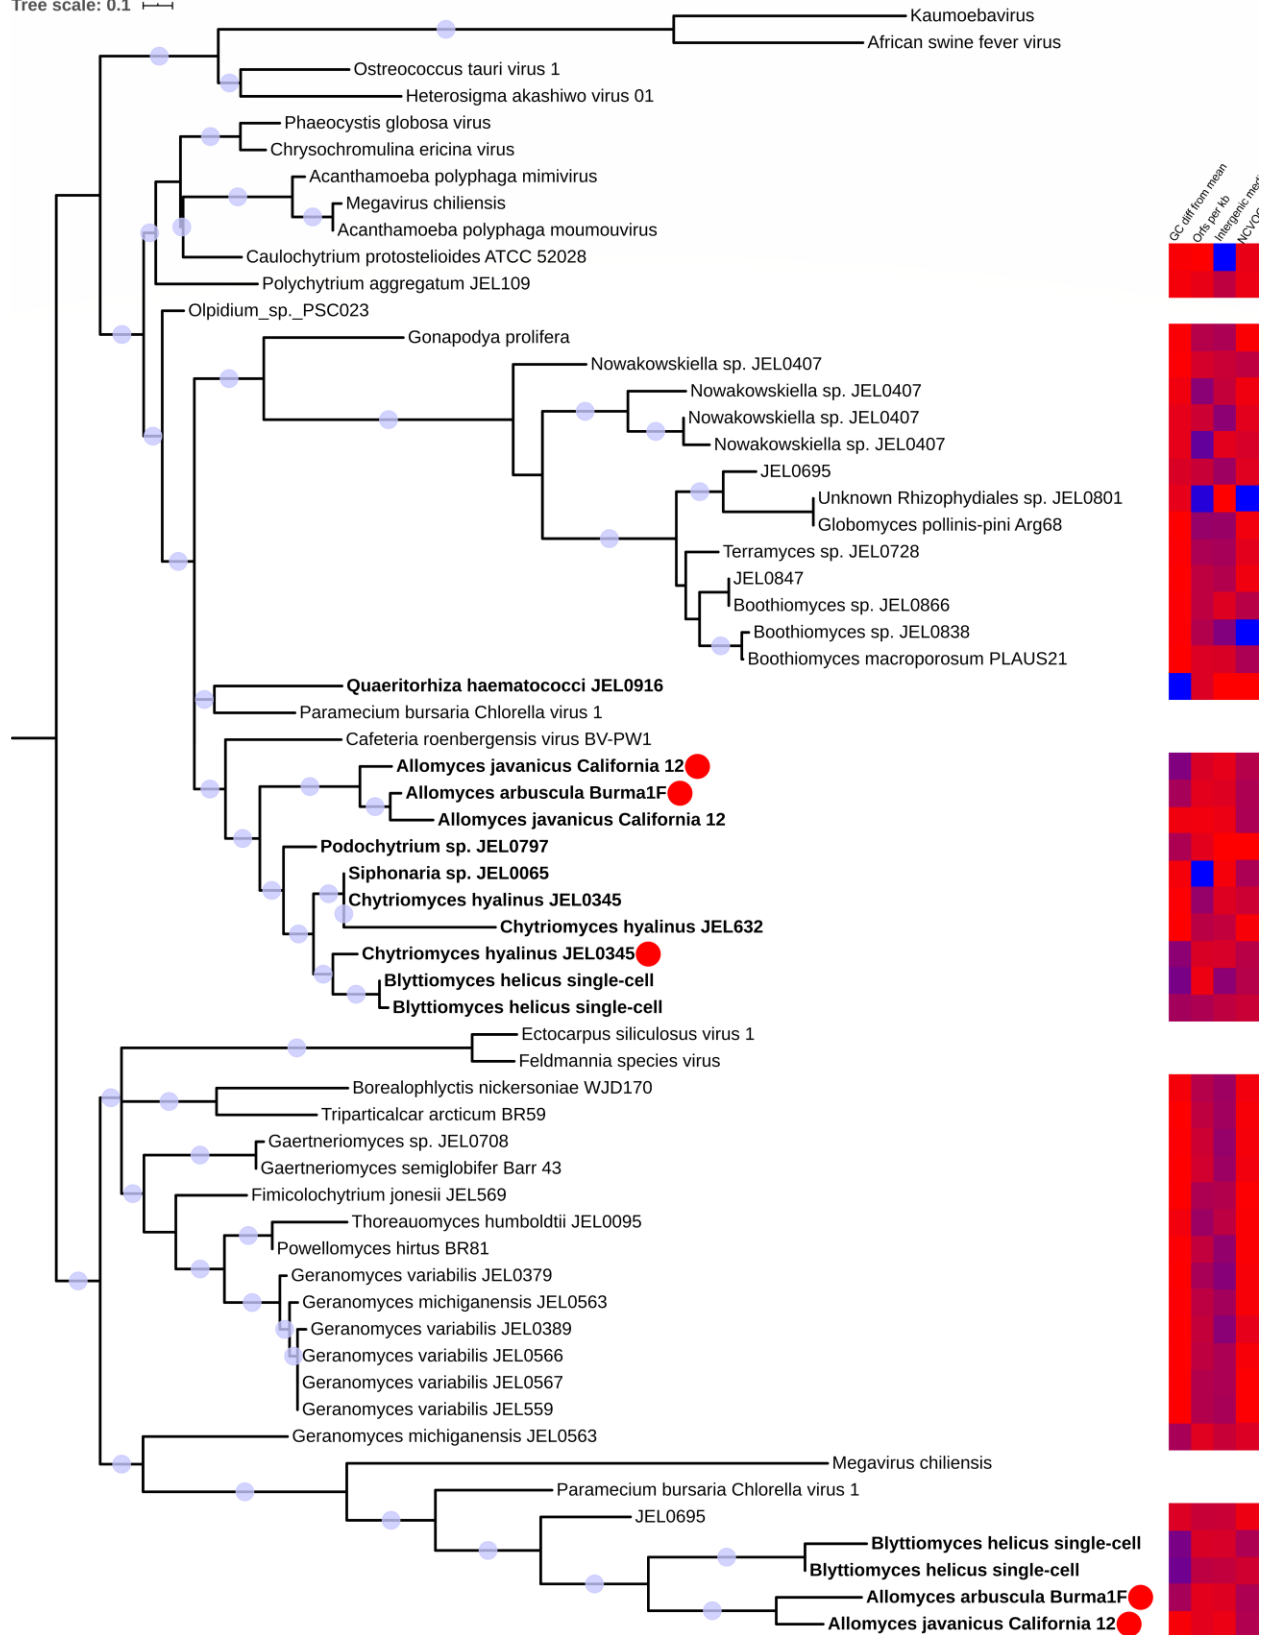 Tree scale: 0.1
Kaumoebavirus
African swine fever virus
Ostreococcus tauri virus 1
Heterosigma akashiwo virus 01
Phaeocystis globosa virus
Chrysochromulina ericina virus
Acanthamoeba polyphaga mimivirus
Megavirus chiliensis
Acanthamoeba polyphaga moumouvirus
Caulochytrium protostelioides ATCC 52028
Polychytrium aggregatum JEL109
GC diff from mean
Orfs per kb
Intergenic
Olpidium_sp._PSC023
Gonapodya prolifera
Nowakowskiella sp. JEL0407
Nowakowskiella sp. JEL0407
Nowakowskiella sp. JEL0407
Nowakowskiella sp. JEL0407
JEL0695
Unknown Rhizophydiales sp. JEL0801
Globomyces pollinis-pini Arg68
Terramyces sp. JEL0728
JEL0847
Boothiomyces sp. JEL0866
Boothiomyces sp. JEL0838
Boothiomyces macroporosum PLAUS21
Quaeritorhiza haematococci JEL0916
Paramecium bursaria Chlorella virus 1
Cafeteria roenbergensis virus BV-PW1
Allomyces javanicus California 12
Allomyces arbuscula Burma1F
Allomyces javanicus California 12
Podochytrium sp. JEL0797
Siphonaria sp. JEL0065
Chytriomyces hyalinus JEL0345
Chytriomyces hyalinus JEL632
Chytriomyces hyalinus JEL0345
Blyttiomyces helicus single-cell
Blyttiomyces helicus single-cell
Ectocarpus siliculosus virus 1
Feldmannia species virus
Borealophlyctis nickersoniae WJD170
Triparticalcar arcticum BR59
Gaertneriomyces sp. JEL0708
Gaertneriomyces semiglobifer Barr 43
Fimicolochytrium jonesii JEL569
Thoreauomyces humboldtii JEL0095
Powellomyces hirtus BR81
Geranomyces variabilis JEL0379
Geranomyces michiganensis JEL0563
Geranomyces variabilis JEL0389
Geranomyces variabilis JEL0566
Geranomyces variabilis JEL0567
Geranomyces variabilis JEL559
Geranomyces michiganensis JEL0563
Megavirus chiliensis
Paramecium bursaria Chlorella virus 1
JEL0695
Blyttiomyces helicus single-cell
Blyttiomyces helicus single-cell
Allomyces arbuscula Burma1F
Allomyces javanicus California 12